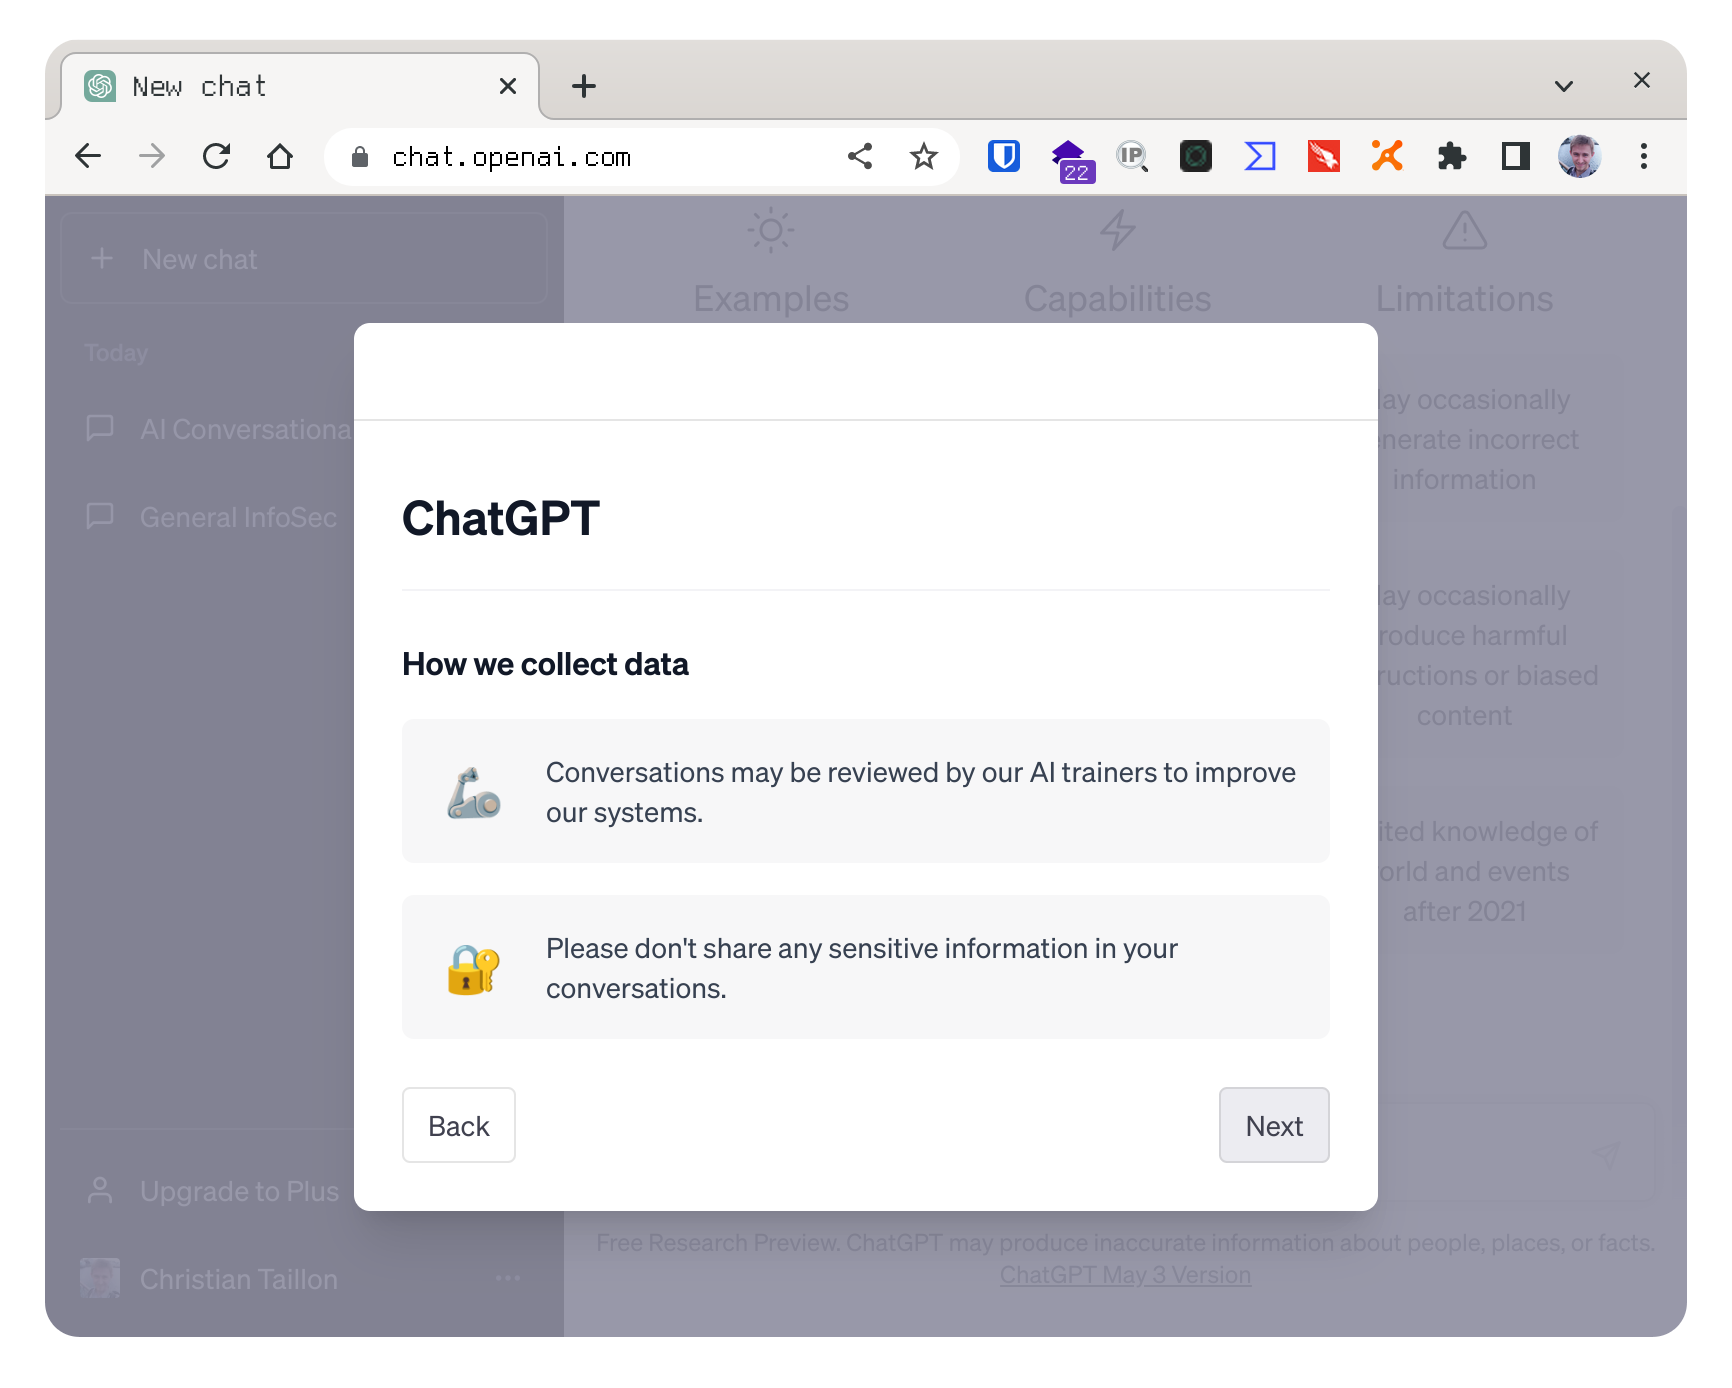 New chat
chat.openai.com
22
IP
New chat
Today
AI Conversationa
General InfoSec
Upgrade to Plus
Christian Taillon
Examples
Capabilities
Limitations
ay occasionally
nerate incorrect
information
ay occasionally
roduce harmful
ructions or biased
content
ited knowledge of
orld and events
after 2021
ChatGPT
How we collect data
Conversations may be reviewed by our AI trainers to improve
our systems.
Please don't share any sensitive information in your
conversations.
Back
Next
Free Research Preview. ChatGPT may produce inaccurate information about people, places, or facts.
ChatGPT May 3 Version